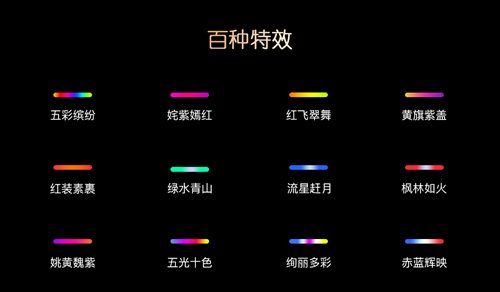 百种特效
五彩缤纷
姹紫嫣红
红飞翠舞
黄旗紫盖
红装素裹
绿水青山
流星赶月
枫林如火
姚黄魏紫
五光十色
绚丽多彩
赤蓝辉映